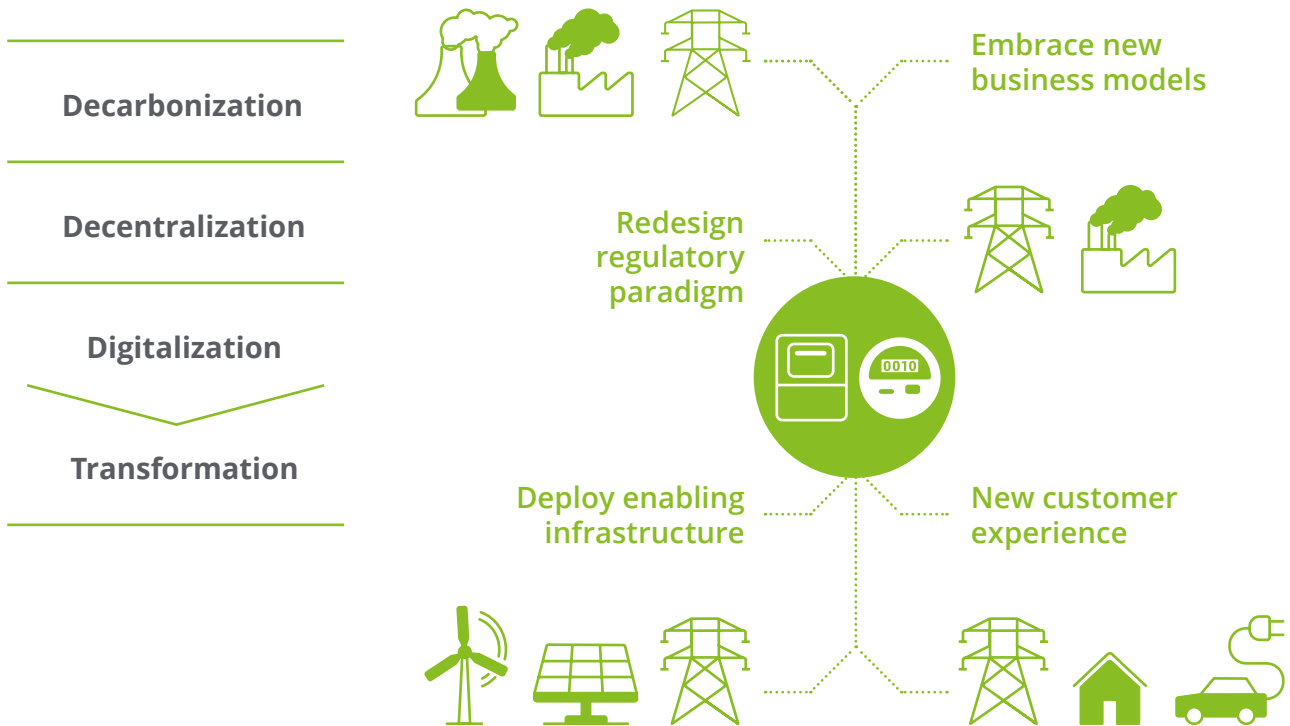 Decarbonization
Decentralization
Digitalization
Transformation
Embrace new
business models
Redesign
regulatory
paradigm
0010
Deploy enabling
infrastructure
New customer
experience